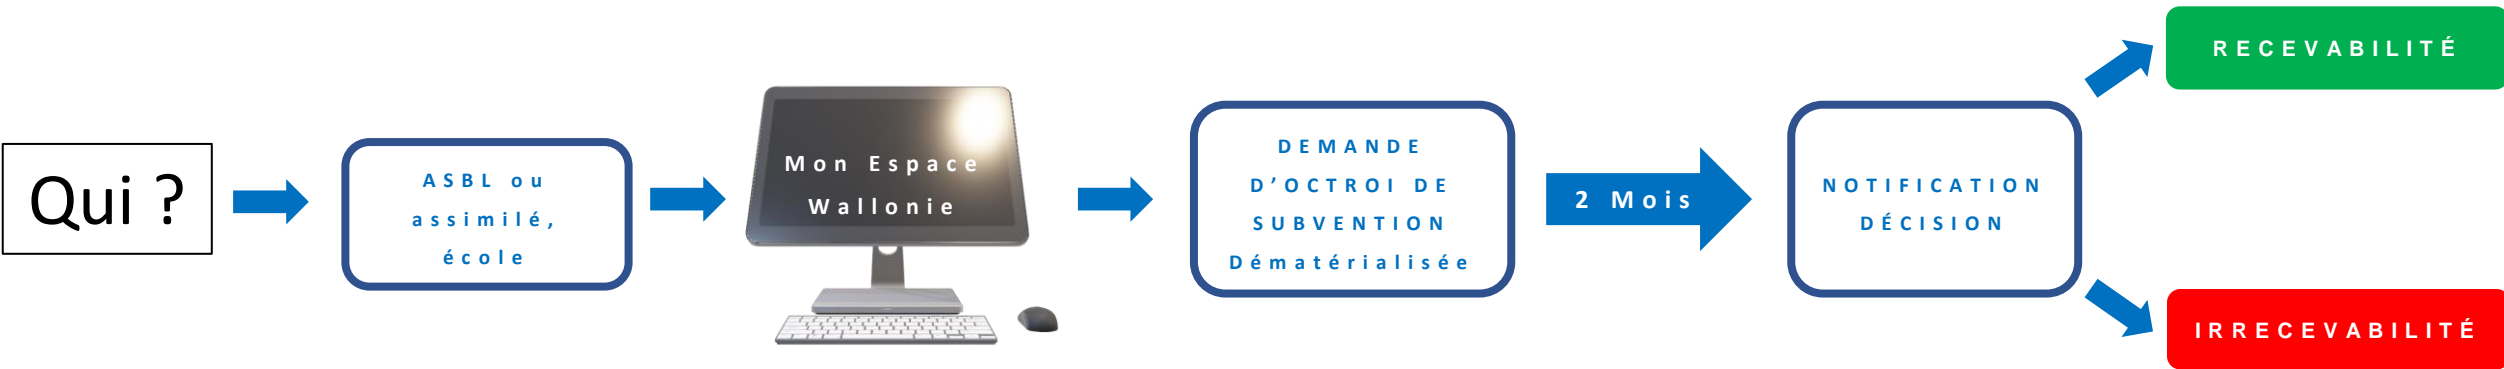 Qui ?
ASBL ou
assimilé,
école
Mon Espace
Wallonie
DEMANDE
D’OCTROI DE
SUBVENTION
Dématérialisée
2 Mois
NOTIFICATION
DÉCISION
RECEVABILITÉ
IRRECEVABILITÉ